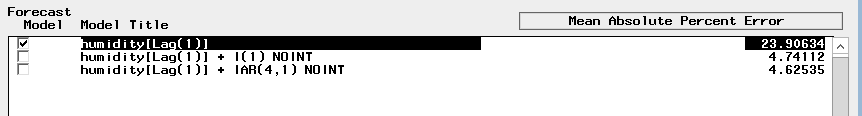 Forecast
Model Model Title Mean Absolute Percent Error
humidity[Lag(1)] 23.90634
humidity[Lag(1)] + I(1) NOINT 4.74112
humidity[Lag(1)] + IAR(4,1) NOINT 4.62535